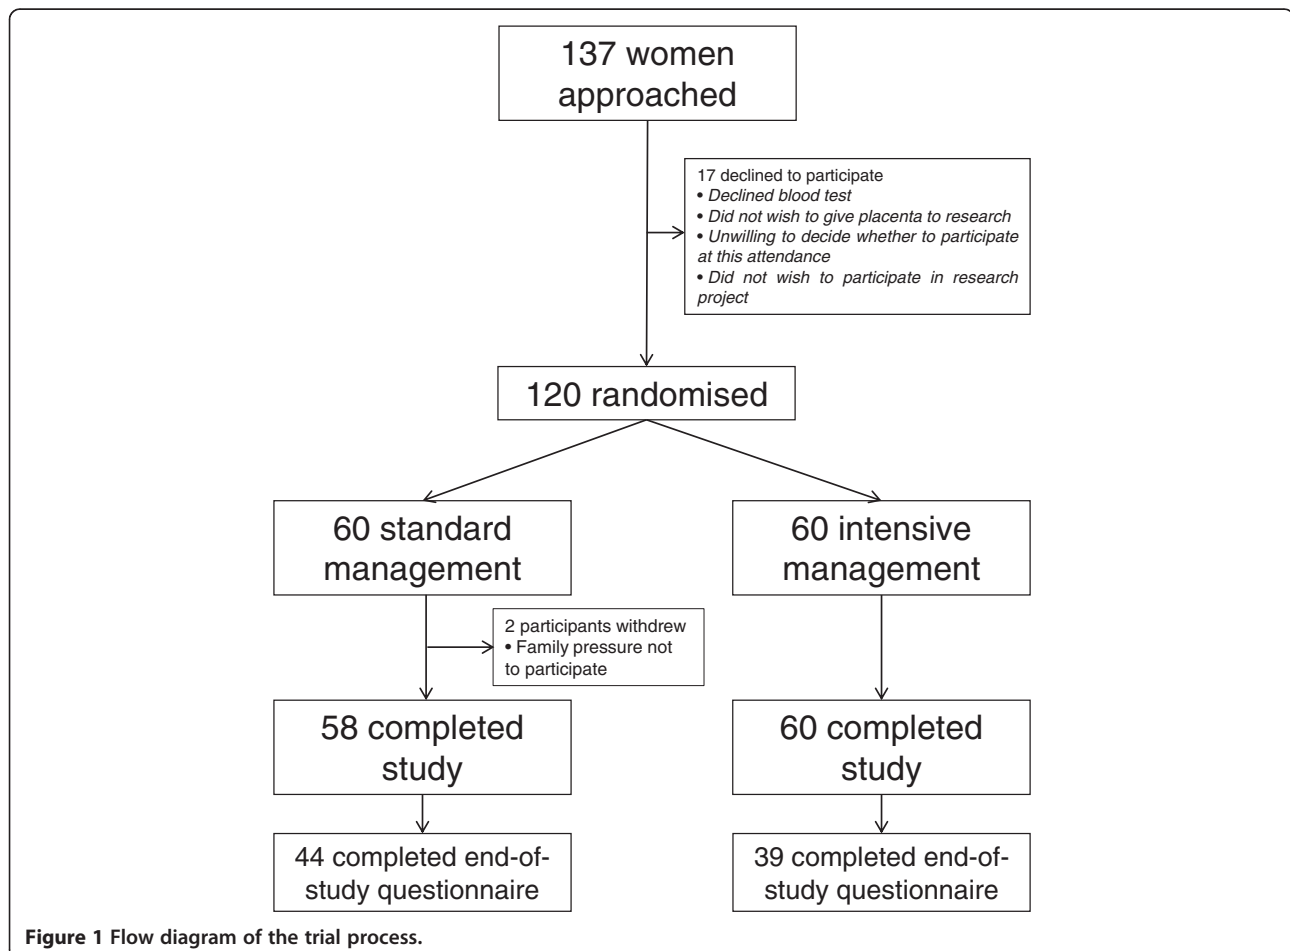 137 women
approached
17 declined to participate
• Declined blood test
• Did not wish to give placenta to research
• Unwilling to decide whether to participate
at this attendance
• Did not wish to participate in research
project
120 randomised
60 standard
management
60 intensive
management
2 participants withdrew
• Family pressure not
to participate
58 completed
study
60 completed
study
44 completed end-of-
study questionnaire
39 completed end-of-
study questionnaire
Figure 1 Flow diagram of the trial process.